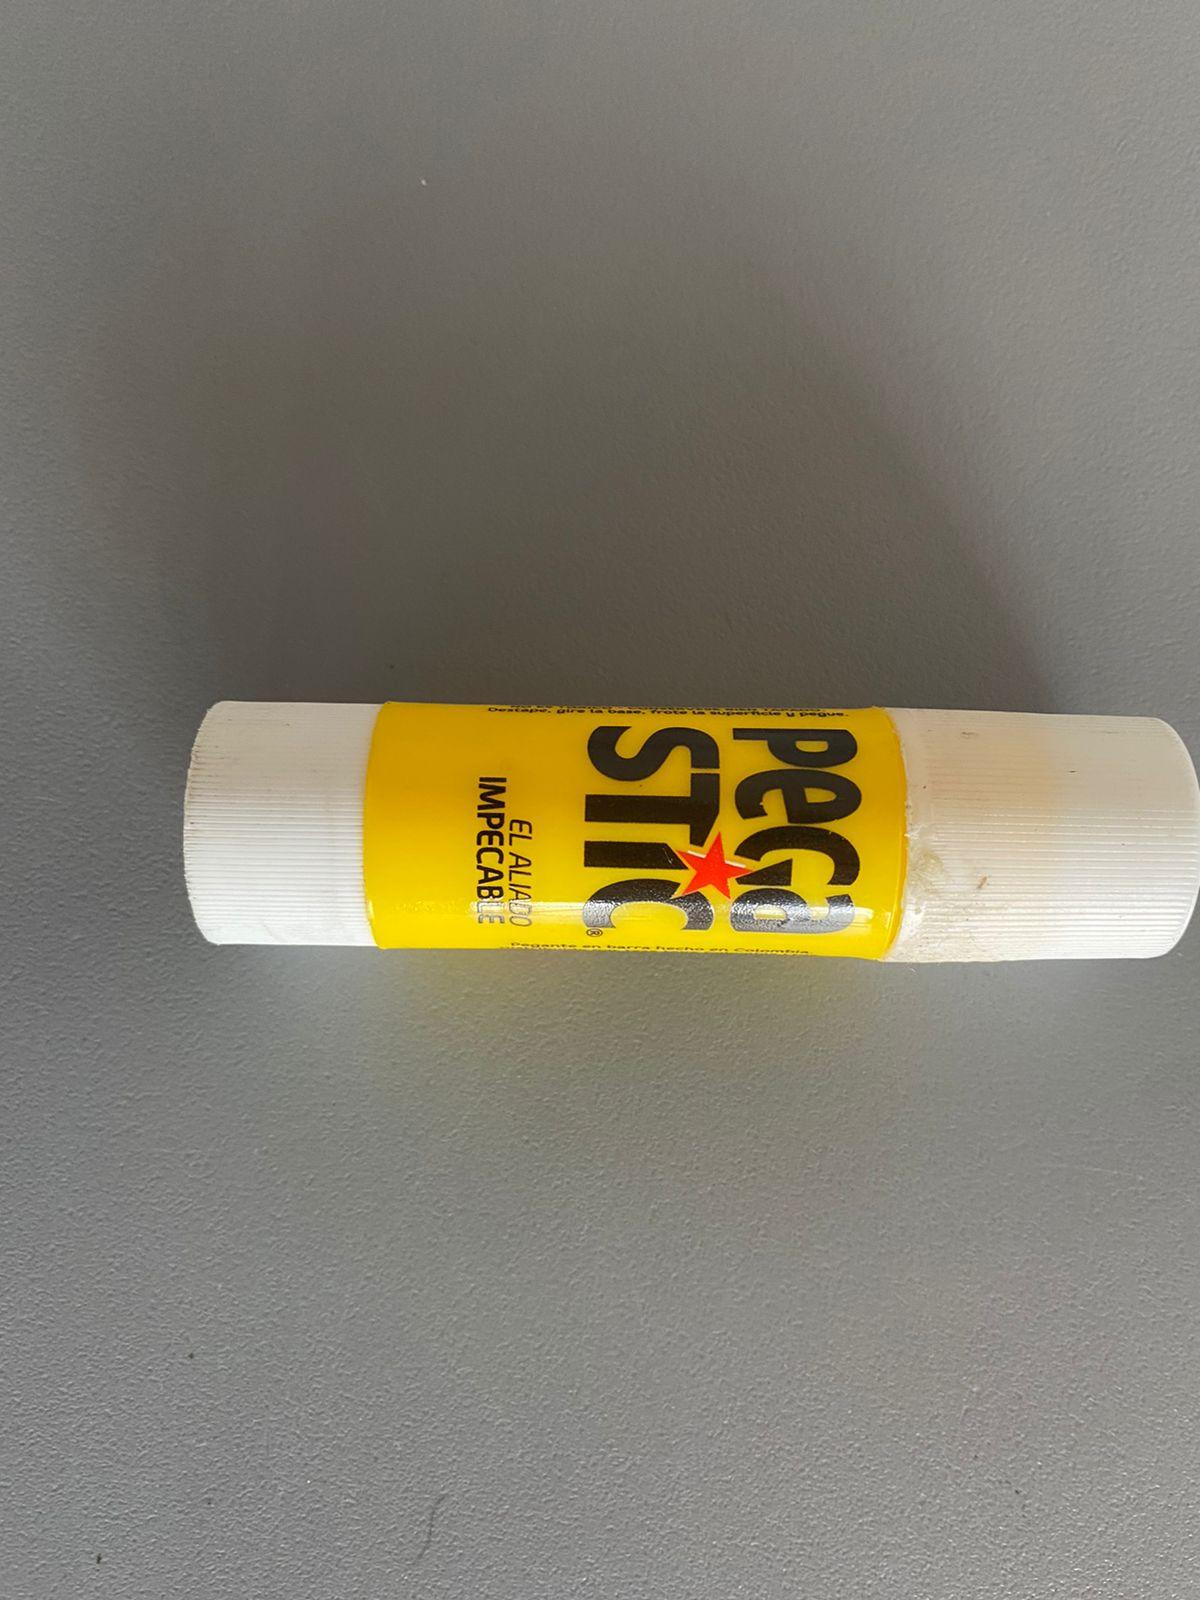 Destape, gire la base, frote la superficie y pegue.
PeGa
STIC®
EL ALIADO
IMPECABLE
Pegante en barra hecho en Colombia.